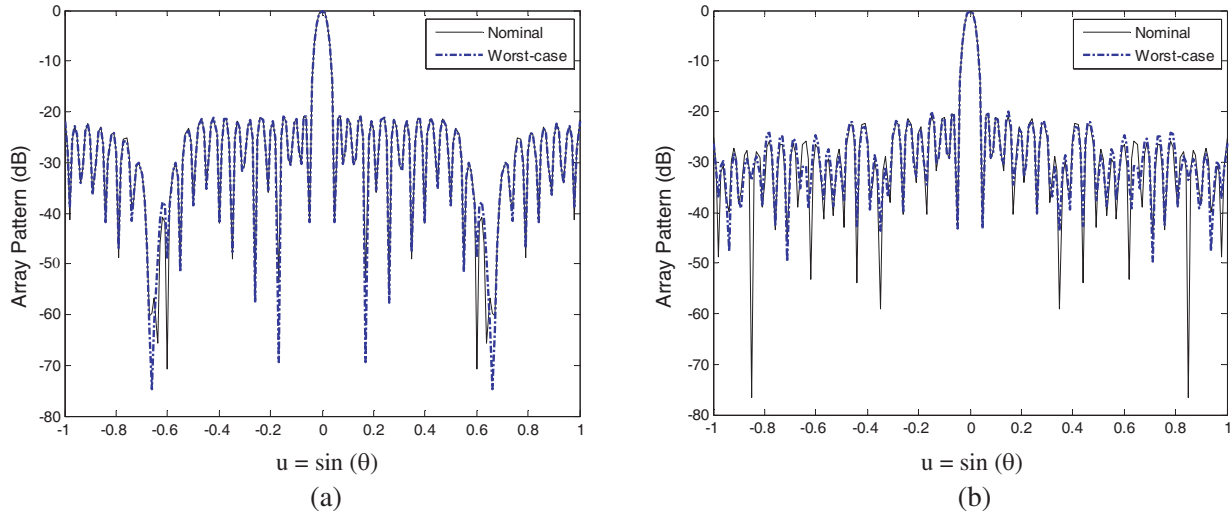 0
-10
-20
-30
-40
-50
-60
-70
-80
Array Pattern (dB)
-1 -0.8 -0.6 -0.4 -0.2 0 0.2 0.4 0.6 0.8 1
u = sin (θ)
Nominal
Worst-case
(a)
0
-10
-20
-30
-40
-50
-60
-70
-80
Array Pattern (dB)
-1 -0.8 -0.6 -0.4 -0.2 0 0.2 0.4 0.6 0.8 1
u = sin (θ)
Nominal
Worst-case
(b)